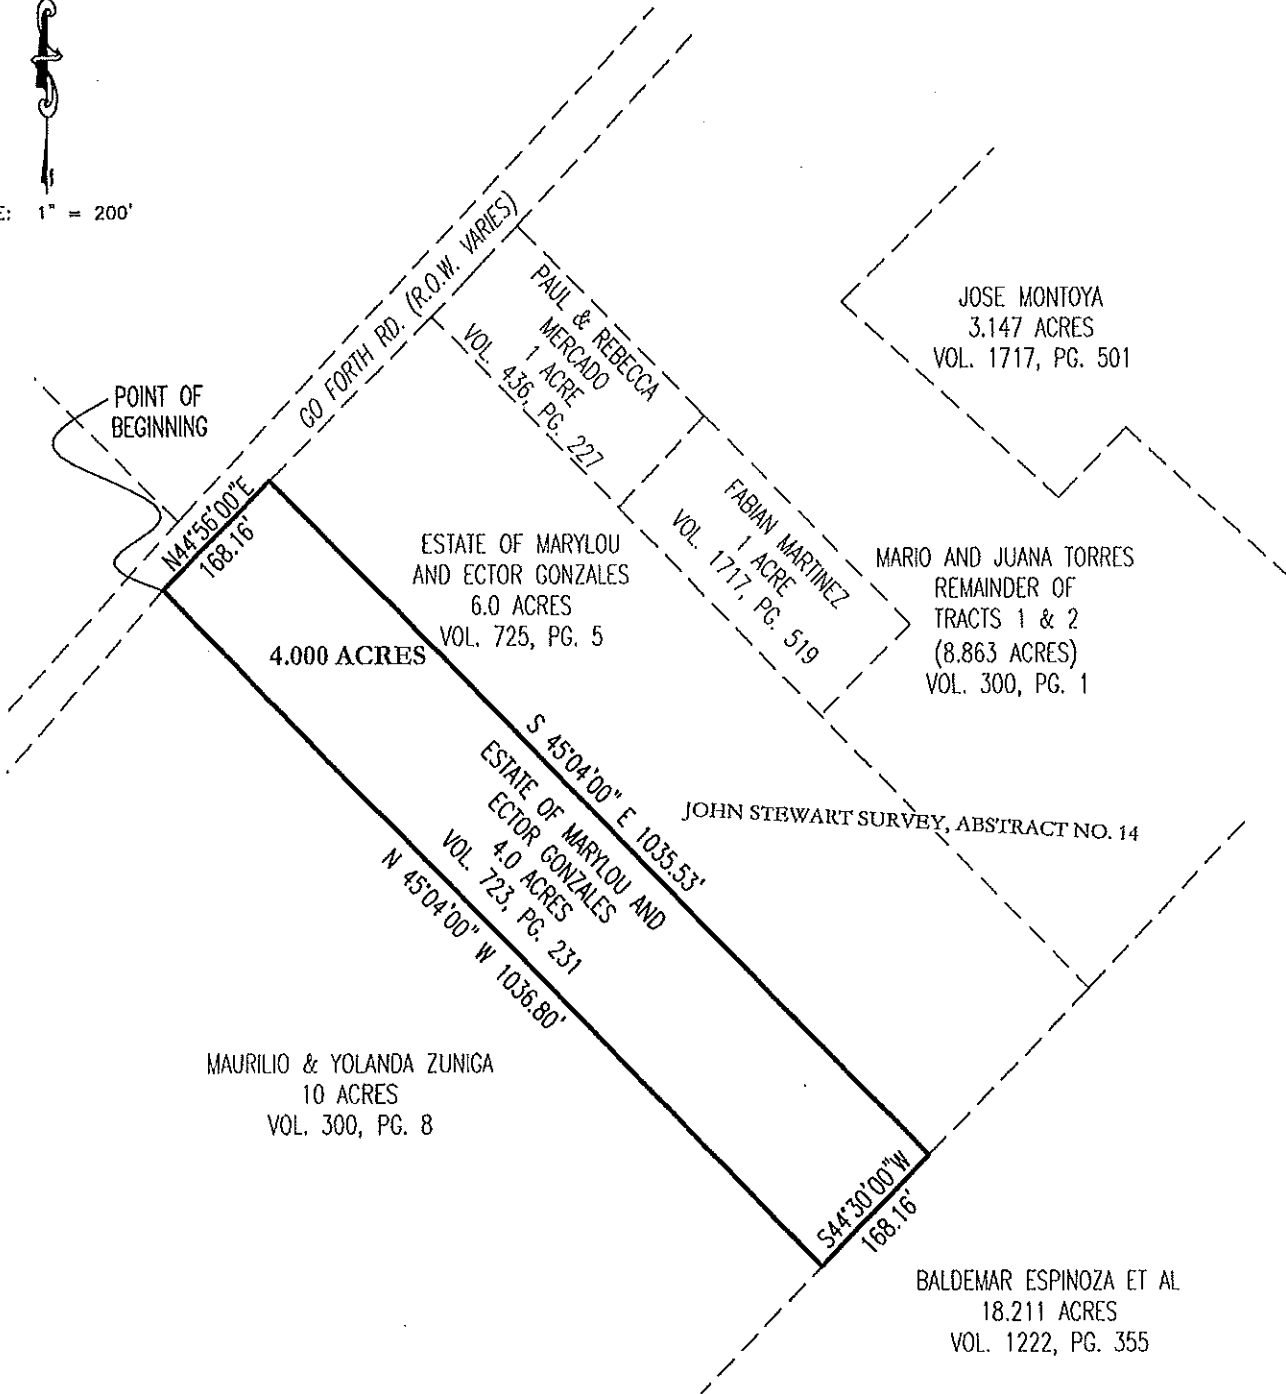 E: 1" = 200'
GO FORTH RD. (R.O.W. VARIES)
POINT OF
BEGINNING
PAUL & REBECCA
MERCADO
1 ACRE
VOL. 436, PG. 227
JOSE MONTOYA
3.147 ACRES
VOL. 1717, PG. 501
N44°56'00"E
168.16'
ESTATE OF MARYLOU
AND ECTOR GONZALES
6.0 ACRES
VOL. 725, PG. 5
FABIAN MARTINEZ
1 ACRE
VOL. 1717, PG. 519
MARIO AND JUANA TORRES
REMAINDER OF
TRACTS 1 & 2
(8.863 ACRES)
VOL. 300, PG. 1
4.000 ACRES
S 45°04'00" E 1035.53'
ESTATE OF MARYLOU AND
ECTOR GONZALES
4.0 ACRES
VOL. 723, PG. 231
N 45°04'00" W 1036.80'
JOHN STEWART SURVEY, ABSTRACT NO. 14
MAURILIO & YOLANDA ZUNIGA
10 ACRES
VOL. 300, PG. 8
S44°30'00"W
168.16'
BALDEMAR ESPINOZA ET AL
18.211 ACRES
VOL. 1222, PG. 355